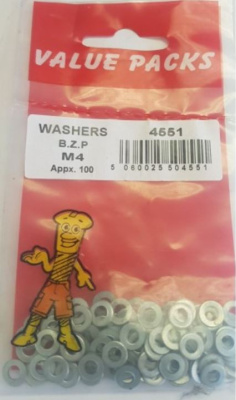 VALUE PACKS
WASHERS 4551
B.Z.P
M4
Appx. 100
5 060025 504551